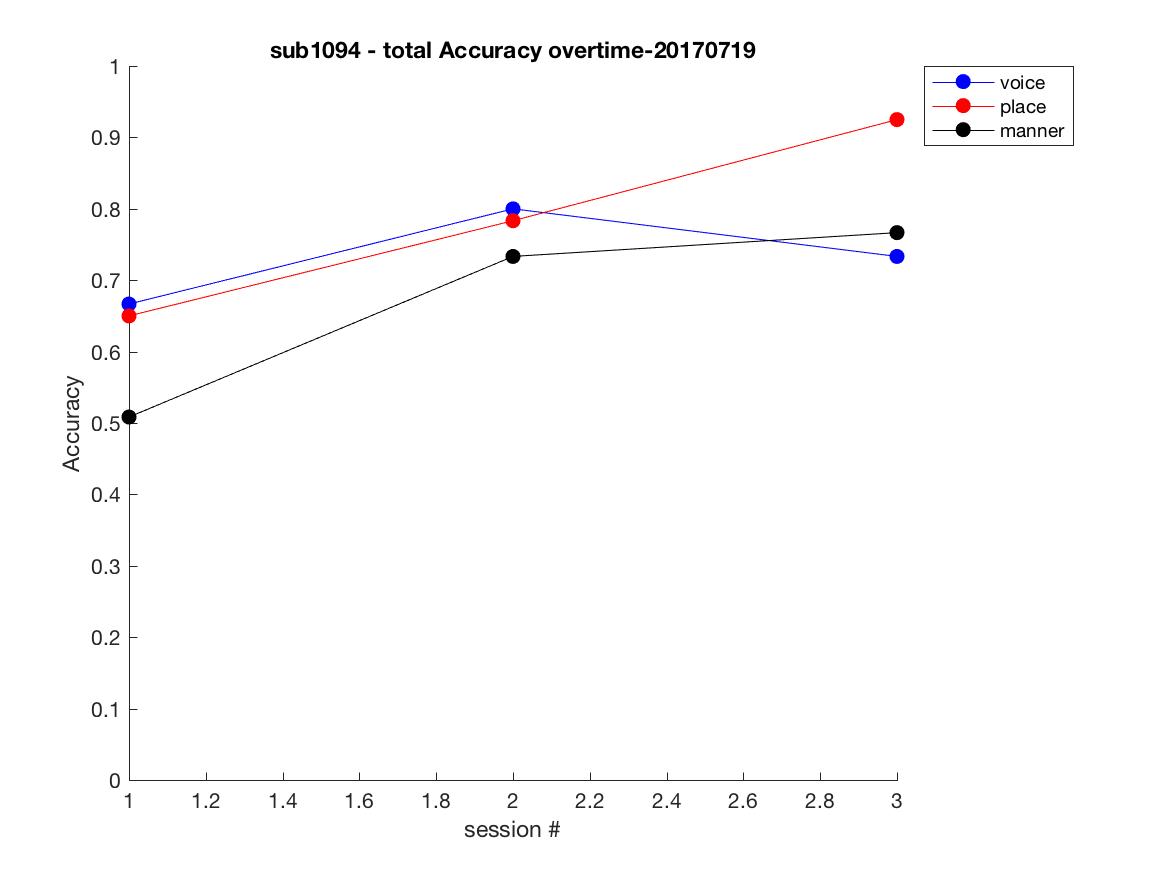 sub1094 - total Accuracy overtime-20170719
voice
place
manner
1
0.9
0.8
0.7
0.6
0.5
0.4
0.3
0.2
0.1
0
Accuracy
1 1.2 1.4 1.6 1.8 2 2.2 2.4 2.6 2.8 3
session #